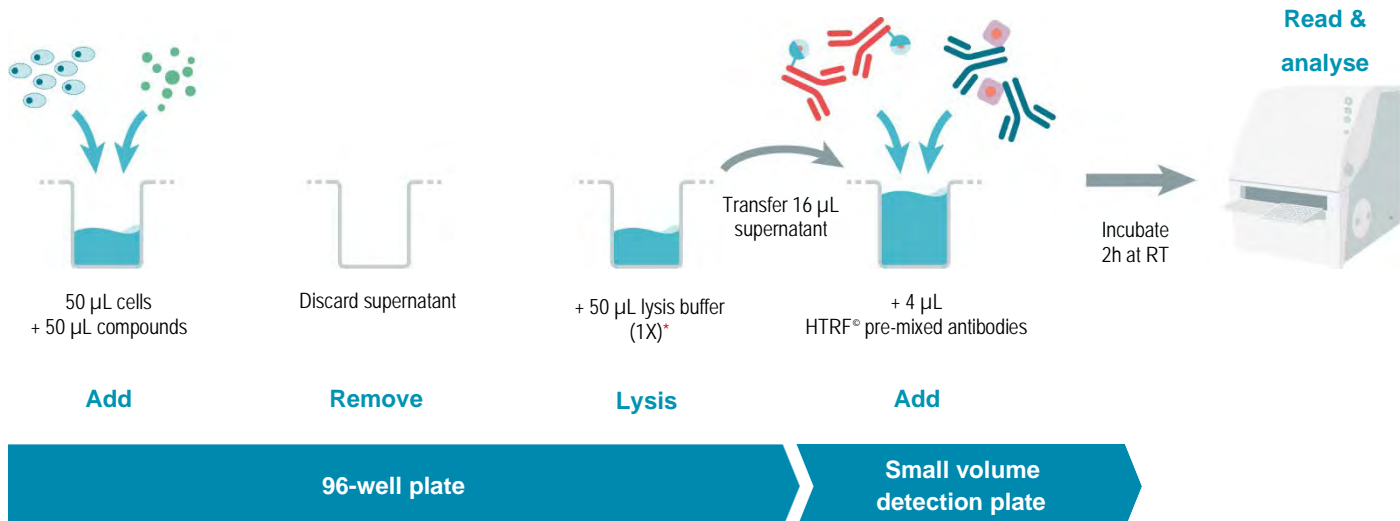 Read &
analyse
Transfer 16 µL
supernatant
Incubate
2h at RT
50 µL cells
+ 50 µL compounds
Discard supernatant
+ 50 µL lysis buffer
(1X)*
+ 4 µL
HTRF© pre-mixed antibodies
Add
Remove
Lysis
Add
96-well plate
Small volume
detection plate